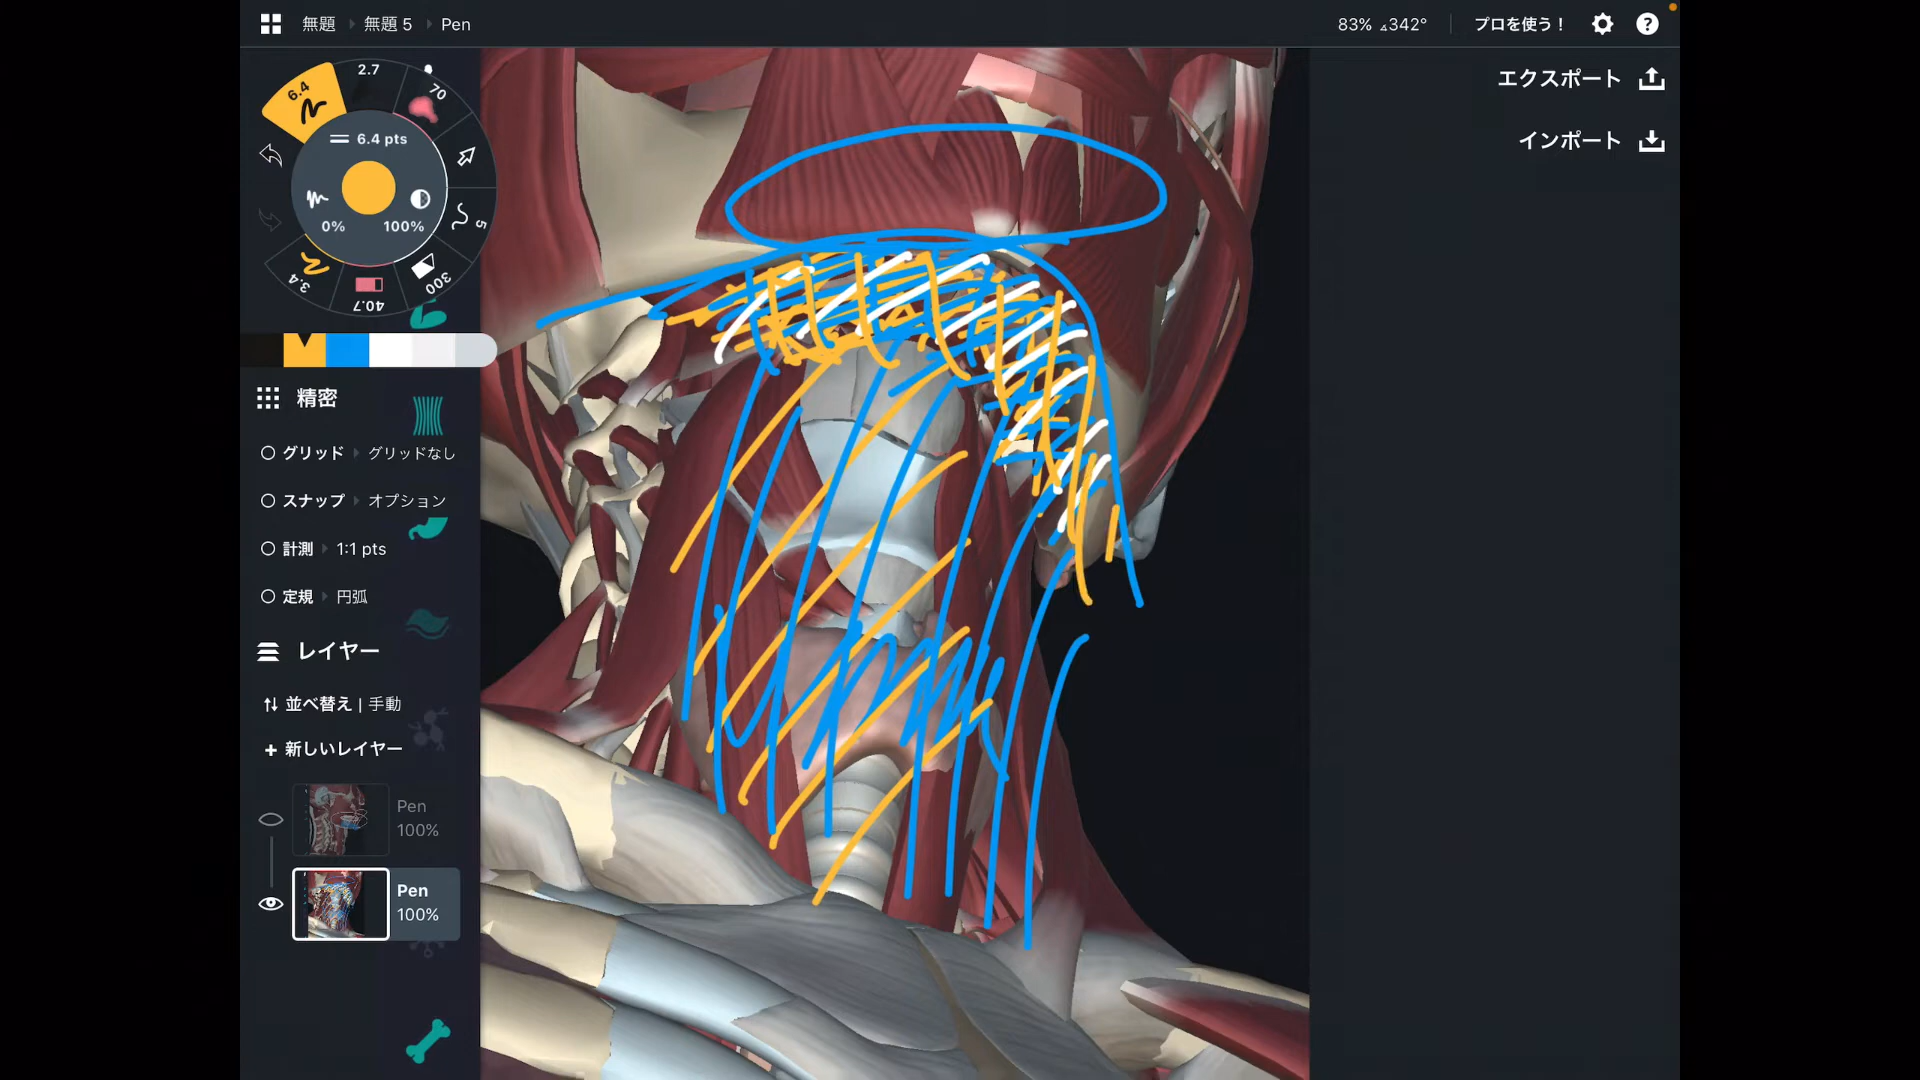 無題 無題 5 Pen
83% ⊿342° プロを使う！
エクスポート
インポート
6.4
2.7
70
6.4 pts
0% 100%
5
300
40.7
3.4
精密
グリッド グリッドなし
スナップ オプション
計測 1:1 pts
定規 円弧
レイヤー
並べ替え | 手動
+ 新しいレイヤー
Pen
100%
Pen
100%